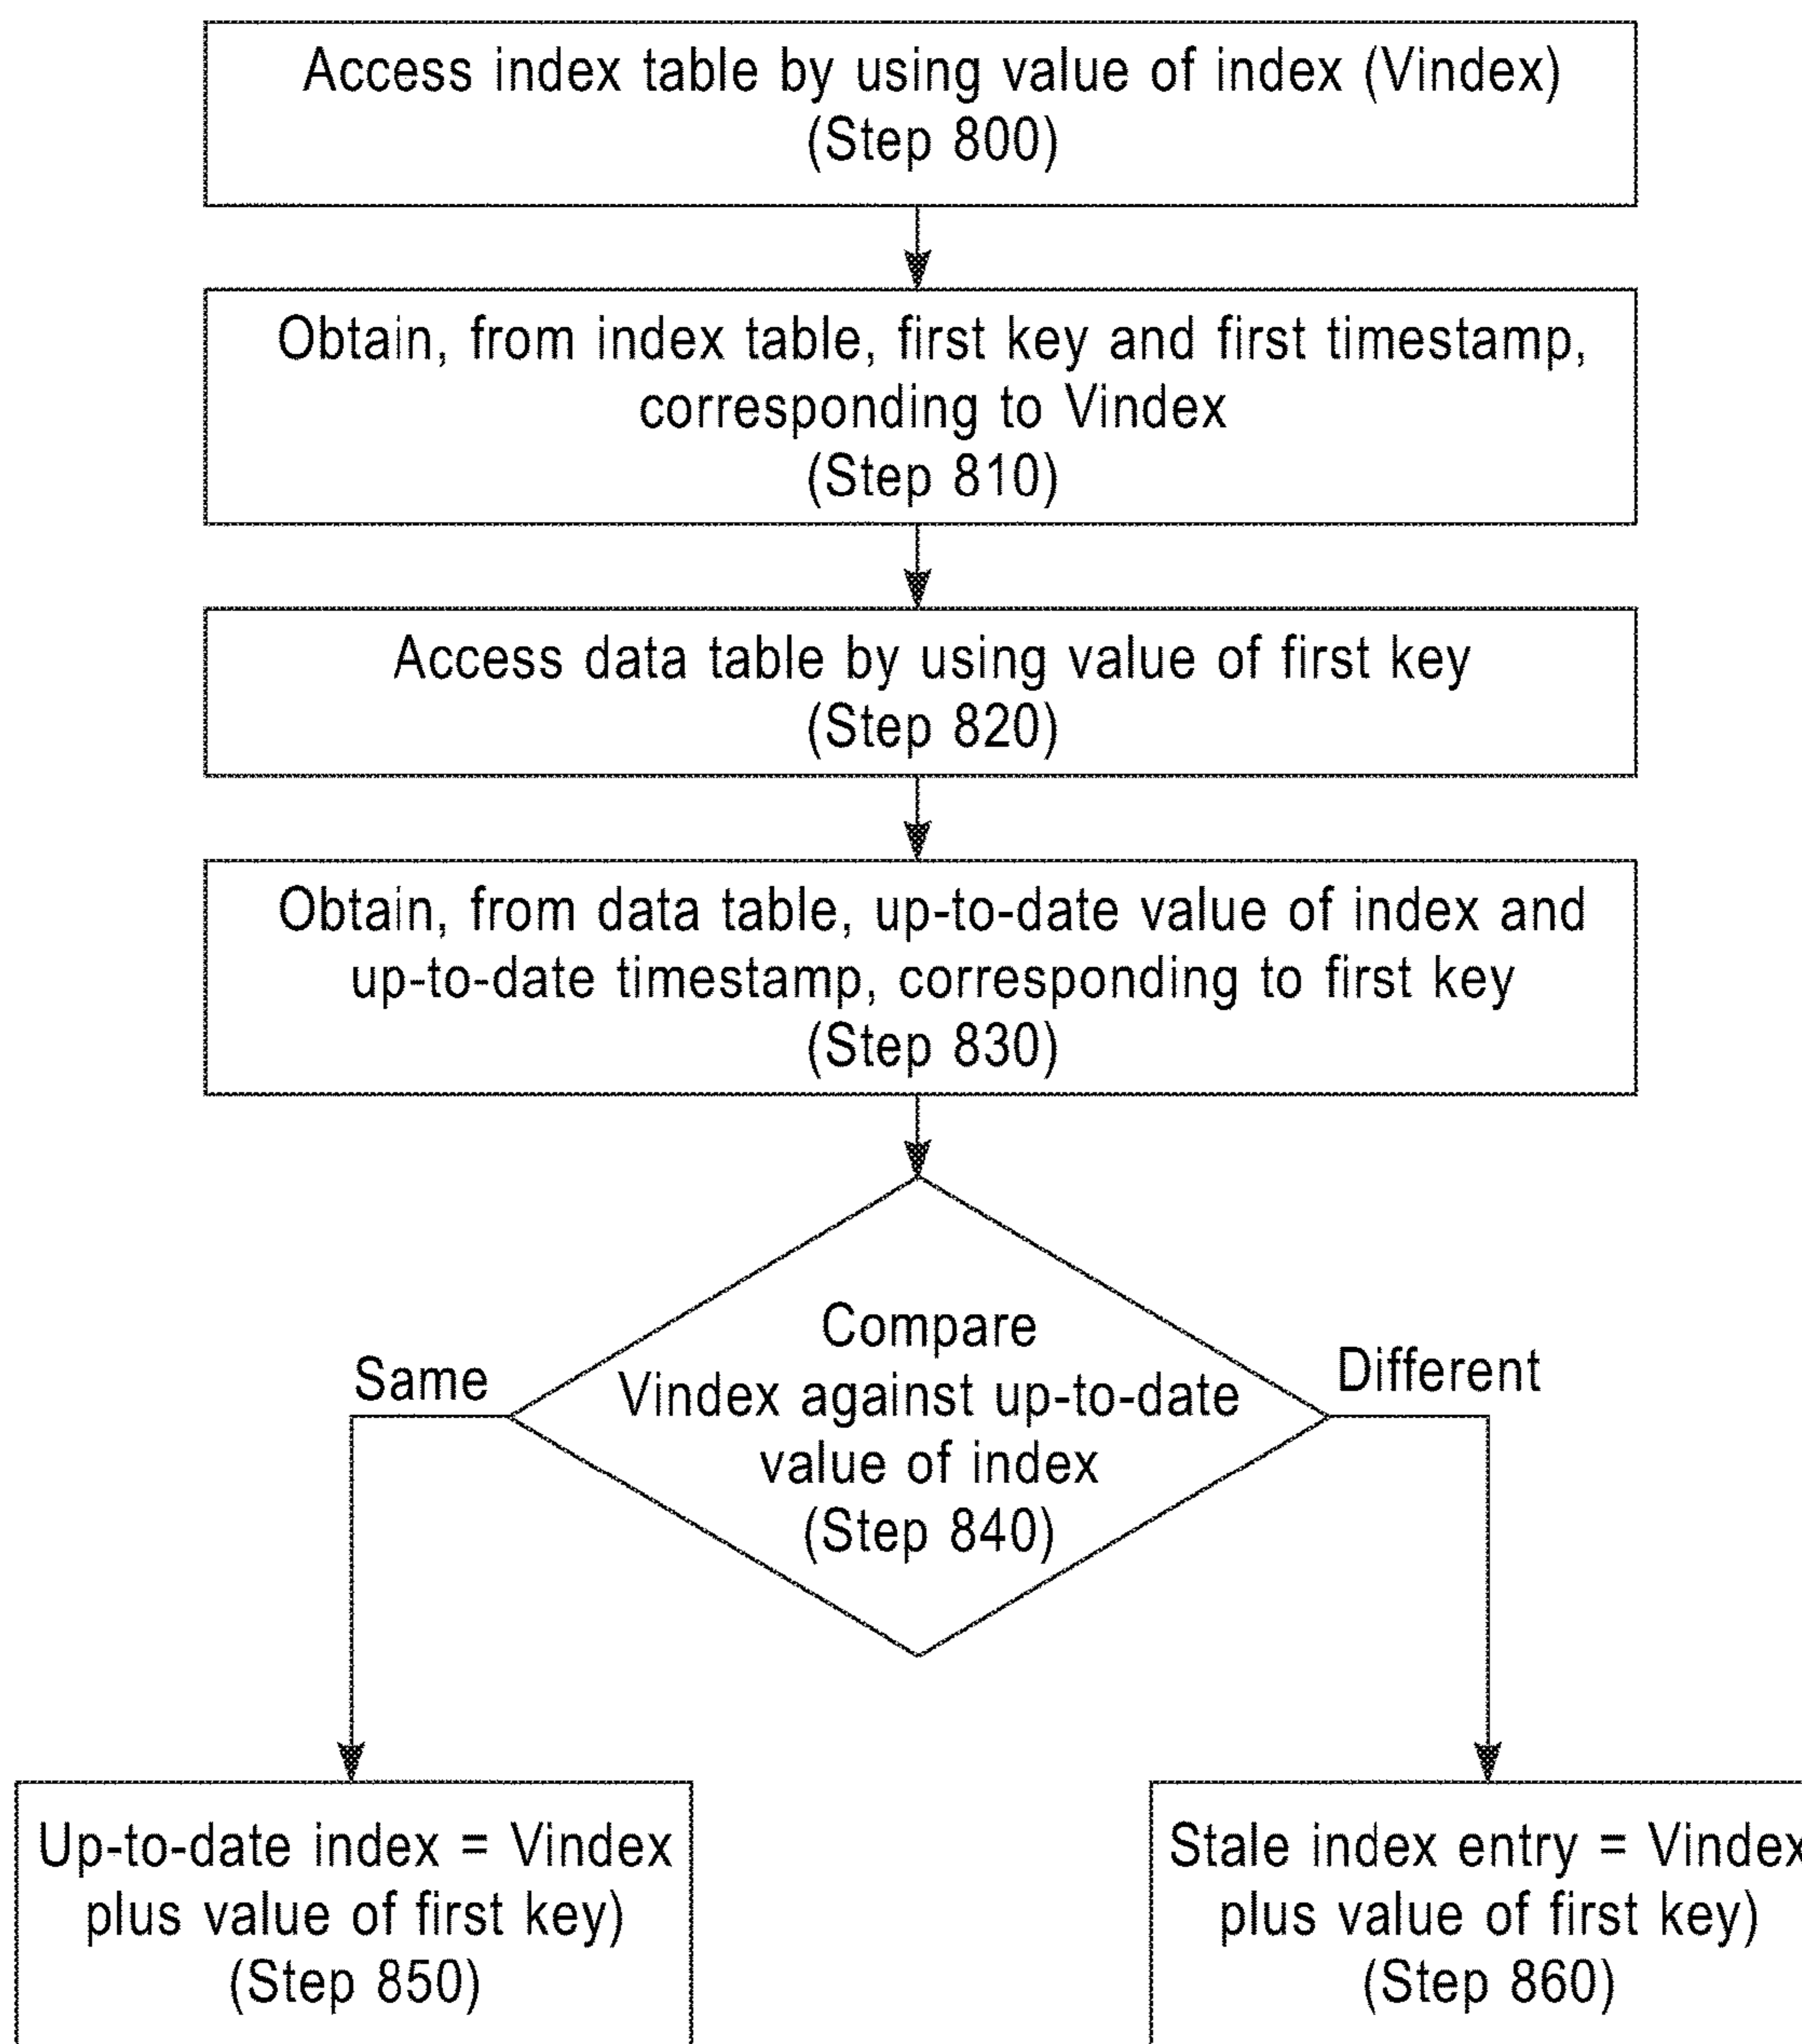 Access index table by using value of index (Vindex)
(Step 800)
Obtain, from index table, first key and first timestamp,
corresponding to Vindex
(Step 810)
Access data table by using value of first key
(Step 820)
Obtain, from data table, up-to-date value of index and
up-to-date timestamp, corresponding to first key
(Step 830)
Compare
Vindex against up-to-date
value of index
(Step 840)
Same
Different
Up-to-date index = Vindex
plus value of first key)
(Step 850)
Stale index entry = Vindex
plus value of first key)
(Step 860)